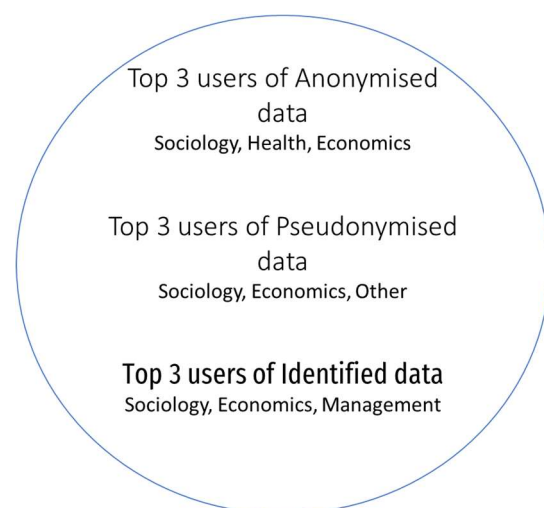 Top 3 users of Anonymised
data
Sociology, Health, Economics
Top 3 users of Pseudonymised
data
Sociology, Economics, Other
Top 3 users of Identified data
Sociology, Economics, Management